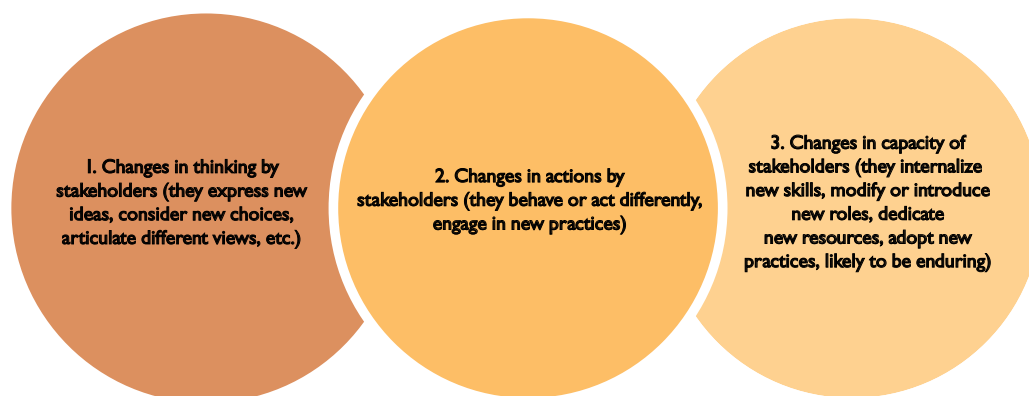 1. Changes in thinking by
stakeholders (they express new
ideas, consider new choices,
articulate different views, etc.)
2. Changes in actions by
stakeholders (they behave or act differently,
engage in new practices)
3. Changes in capacity of
stakeholders (they internalize
new skills, modify or introduce
new roles, dedicate
new resources, adopt new
practices, likely to be enduring)